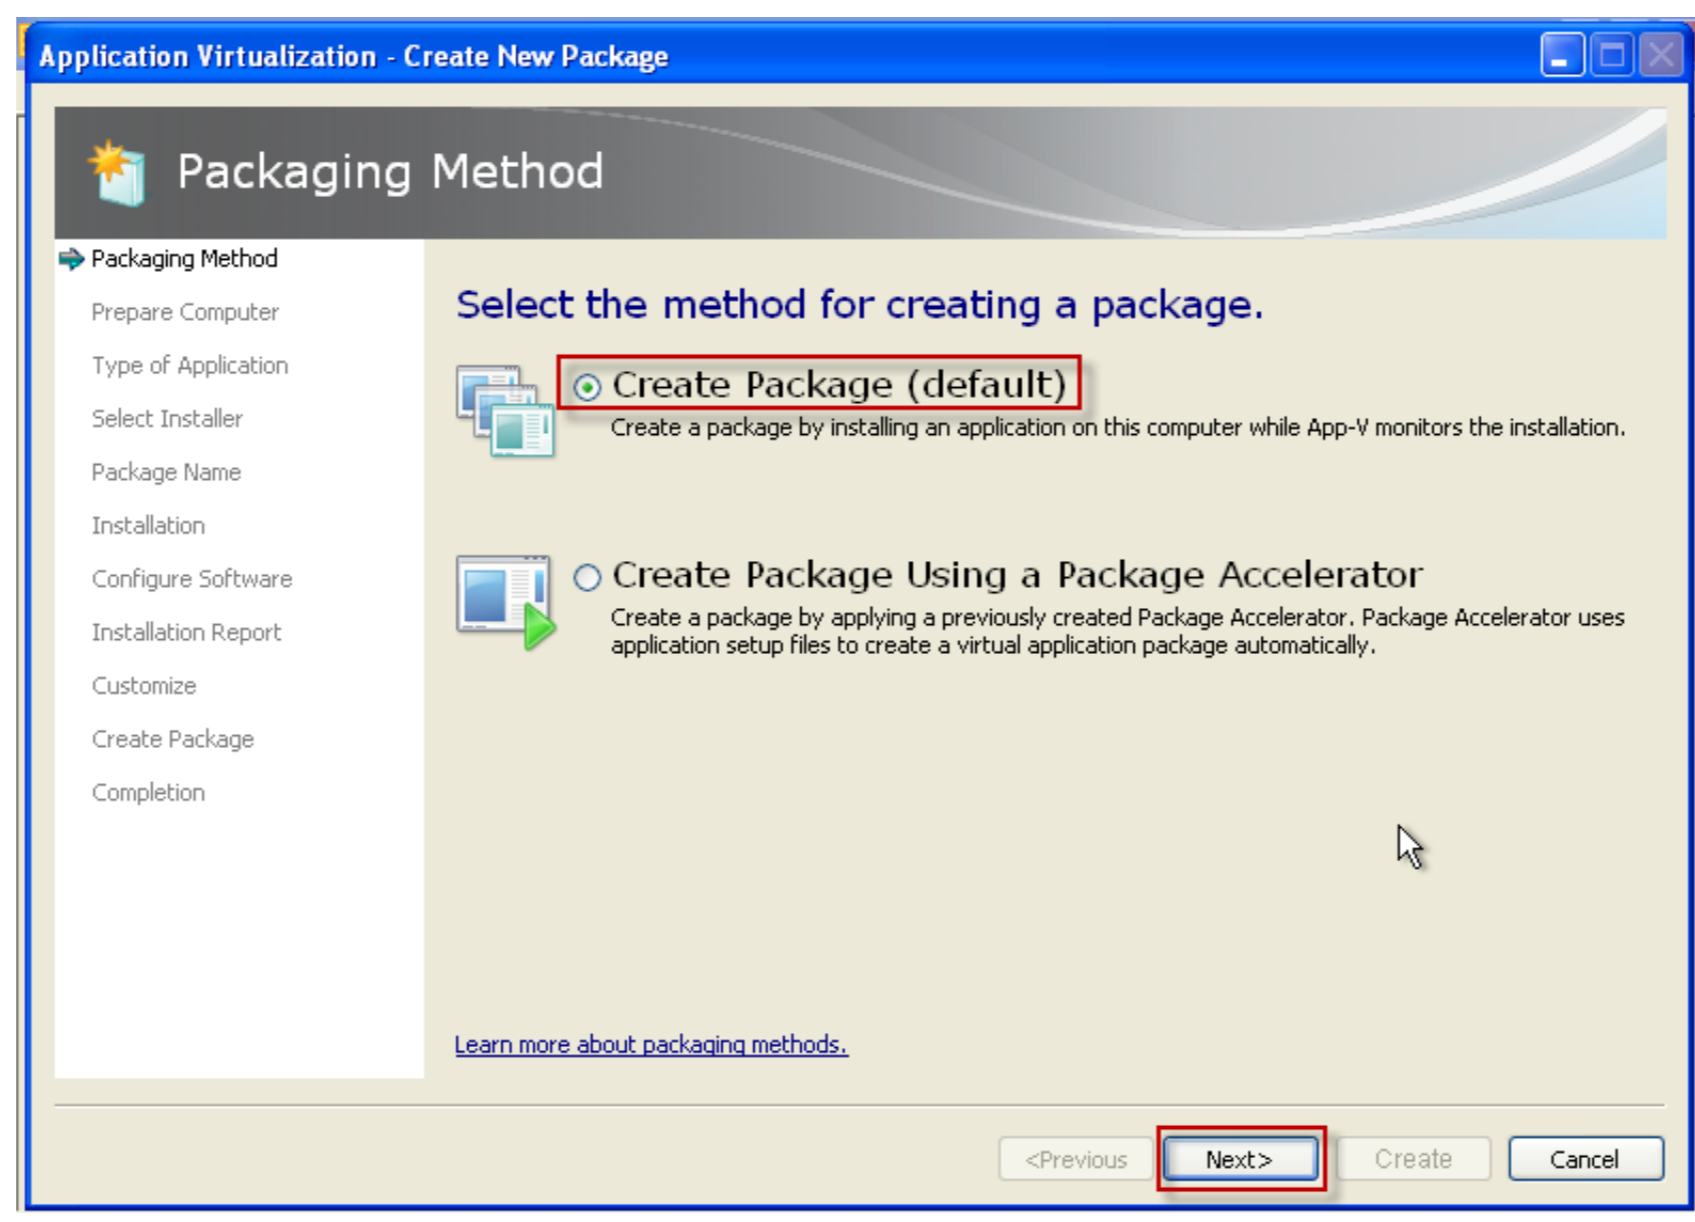 Application Virtualization - Create New Package
Packaging Method
Packaging Method
Prepare Computer
Type of Application
Select Installer
Package Name
Installation
Configure Software
Installation Report
Customize
Create Package
Completion
Select the method for creating a package.
Create Package (default)
Create a package by installing an application on this computer while App-V monitors the installation.
Create Package Using a Package Accelerator
Create a package by applying a previously created Package Accelerator. Package Accelerator uses
application setup files to create a virtual application package automatically.
Learn more about packaging methods.
<Previous
Next>
Create
Cancel